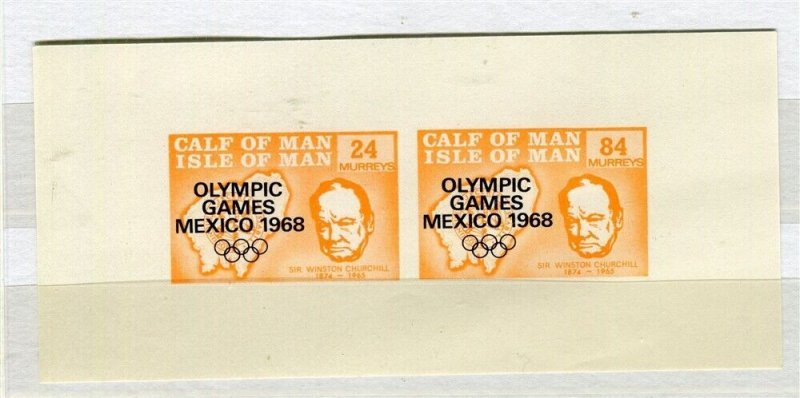 CALF OF MAN
ISLE OF MAN
24
MURREYS
OLYMPIC
GAMES
MEXICO 1968
SIR WINSTON CHURCHILL
1874 – 1965
CALF OF MAN
ISLE OF MAN
84
MURREYS
OLYMPIC
GAMES
MEXICO 1968
SIR WINSTON CHURCHILL
1874 – 1965